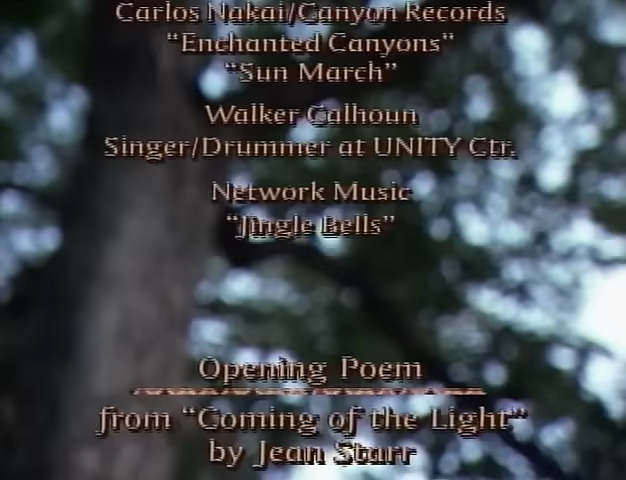 Carlos Nakai/Canyon Records
"Enchanted Canyons"
"Sun March"
Walker Calhoun
Singer/Drummer at UNITY Ctr.
Network Music
"Jingle Bells"
Opening Poem
from "Coming of the Light"
by Jean Starr